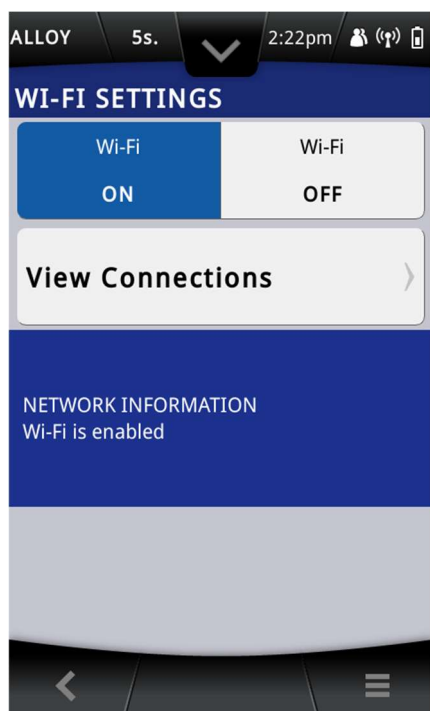 ALLOY 5s. 2:22pm
WI-FI SETTINGS
Wi-Fi Wi-Fi
ON OFF
View Connections
NETWORK INFORMATION
Wi-Fi is enabled